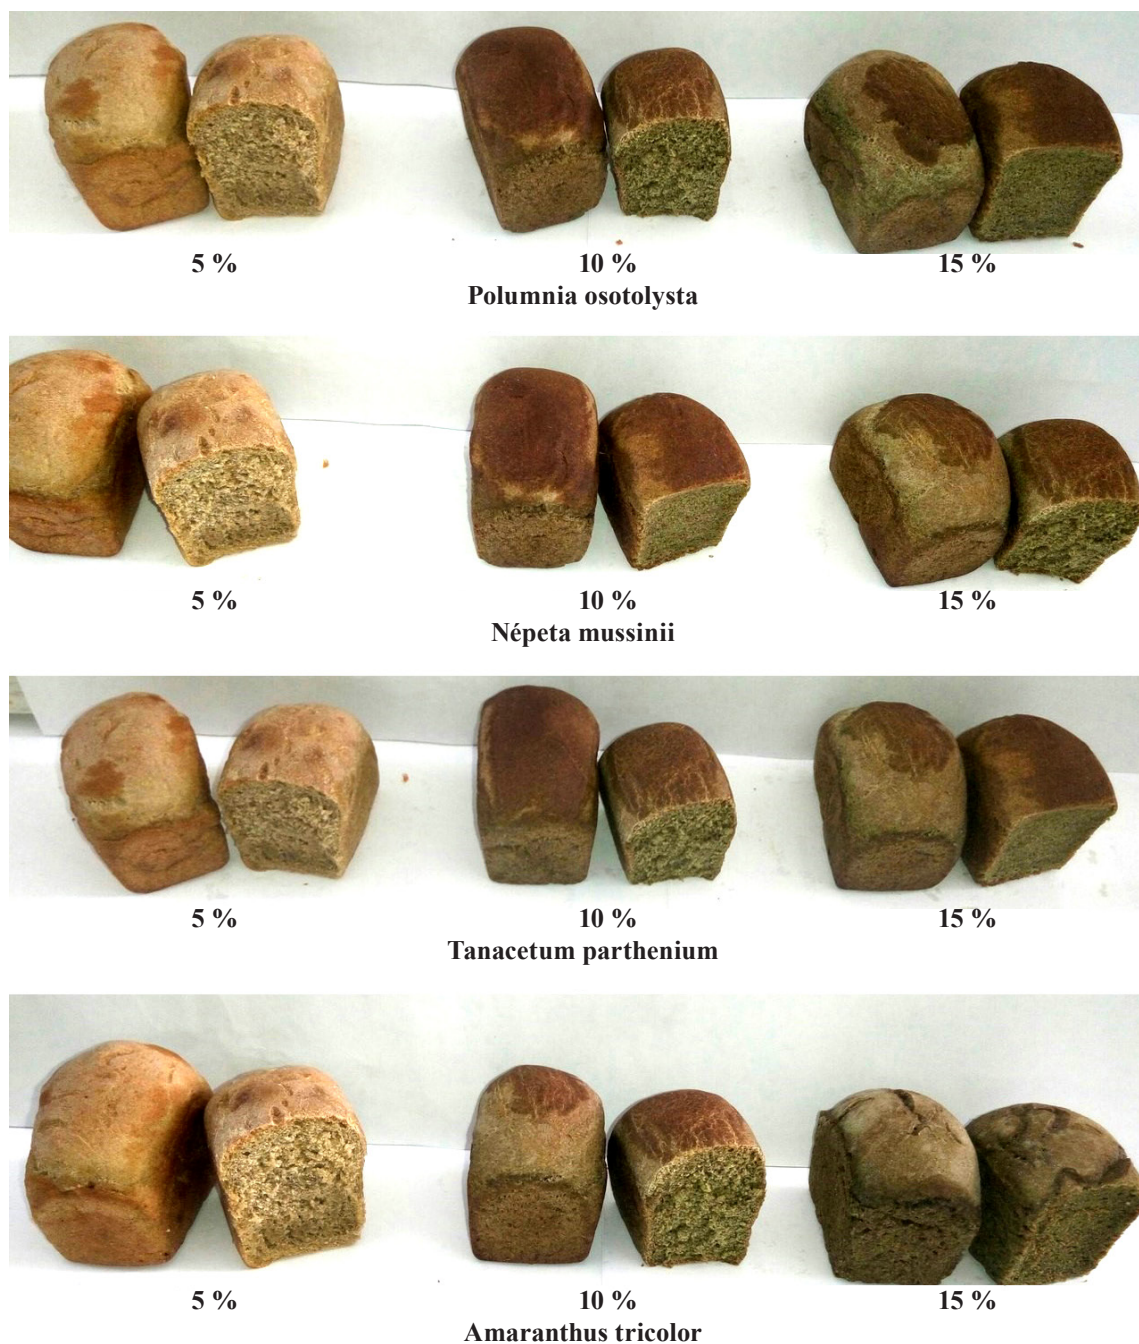 5 % 10 % 15 %
Polumnia osotolysta
5 % 10 % 15 %
Népeta mussinii
5 % 10 % 15 %
Tanacetum parthenium
5 % 10 % 15 %
Amaranthus tricolor